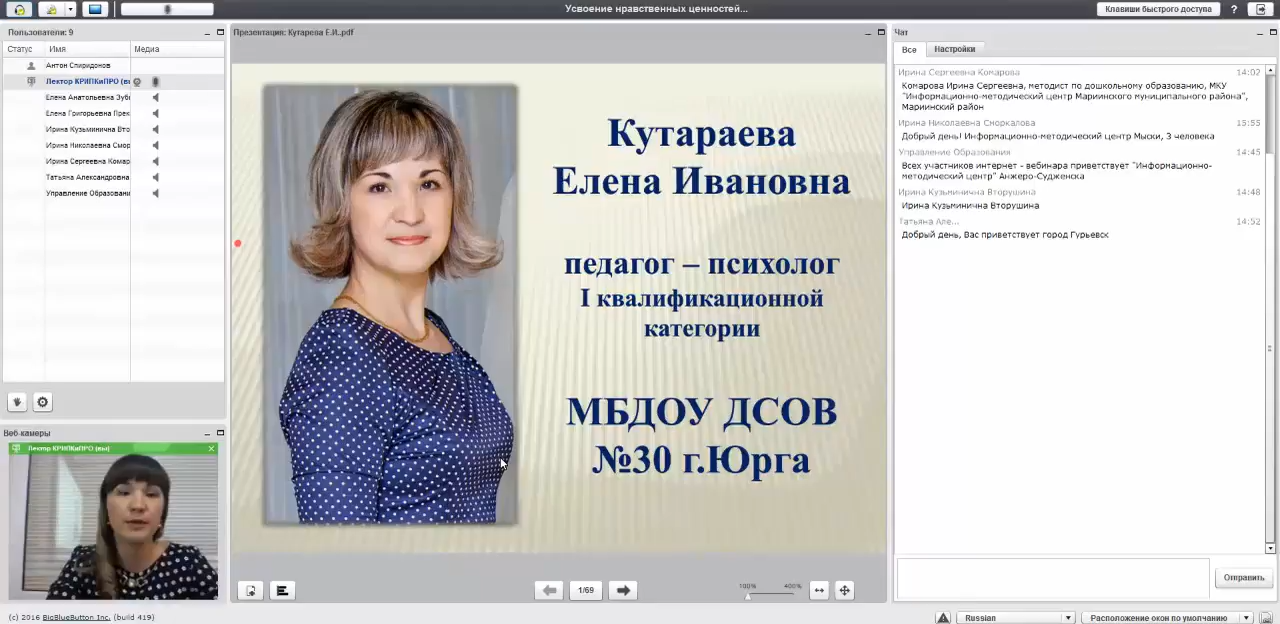 Усвоение нравственных ценностей...
Клавиши быстрого доступа
?
Пользователи: 9
Статус Имя Медиа
Антон Спиридонов
Лектор КРИПКиПРО (вы
Елена Анатольевна Зуб
Елена Григорьевна Прек
Ирина Кузьминична Вто
Ирина Николаевна Смор
Ирина Сергеевна Комар
Татьяна Александровна
Управление Образовани
Веб-камеры
Лектор КРИПКиПРО (вы)
Презентация: Кутарева Е.И..pdf
Кутараева
Елена Ивановна
педагог – психолог
I квалификационной
категории
МБДОУ ДСОВ
№30 г.Юрга
1/69
100% 400%
Чат
Все Настройки
Ирина Сергеевна Комарова 14:02
Комарова Ирина Сергеевна, методист по дошкольному образованию, МКУ
"Информационно-методический центр Мариинского муниципального района",
Мариинский район
Ирина Николаевна Сморкалова 15:55
Добрый день! Информационно-методический центр Мыски, 3 человека
Управление Образования 14:45
Всех участников интернет - вебинара приветствует "Информационно-
методический центр" Анжеро-Судженска
Ирина Кузьминична Вторушина 14:48
Ирина Кузьминична Вторушина
Татьяна Але... 14:52
Добрый день, Вас приветствует город Гурьевск
Отправить
(c) 2016 BigBlueButton Inc. (build 419)
Russian
Расположение окон по умолчанию